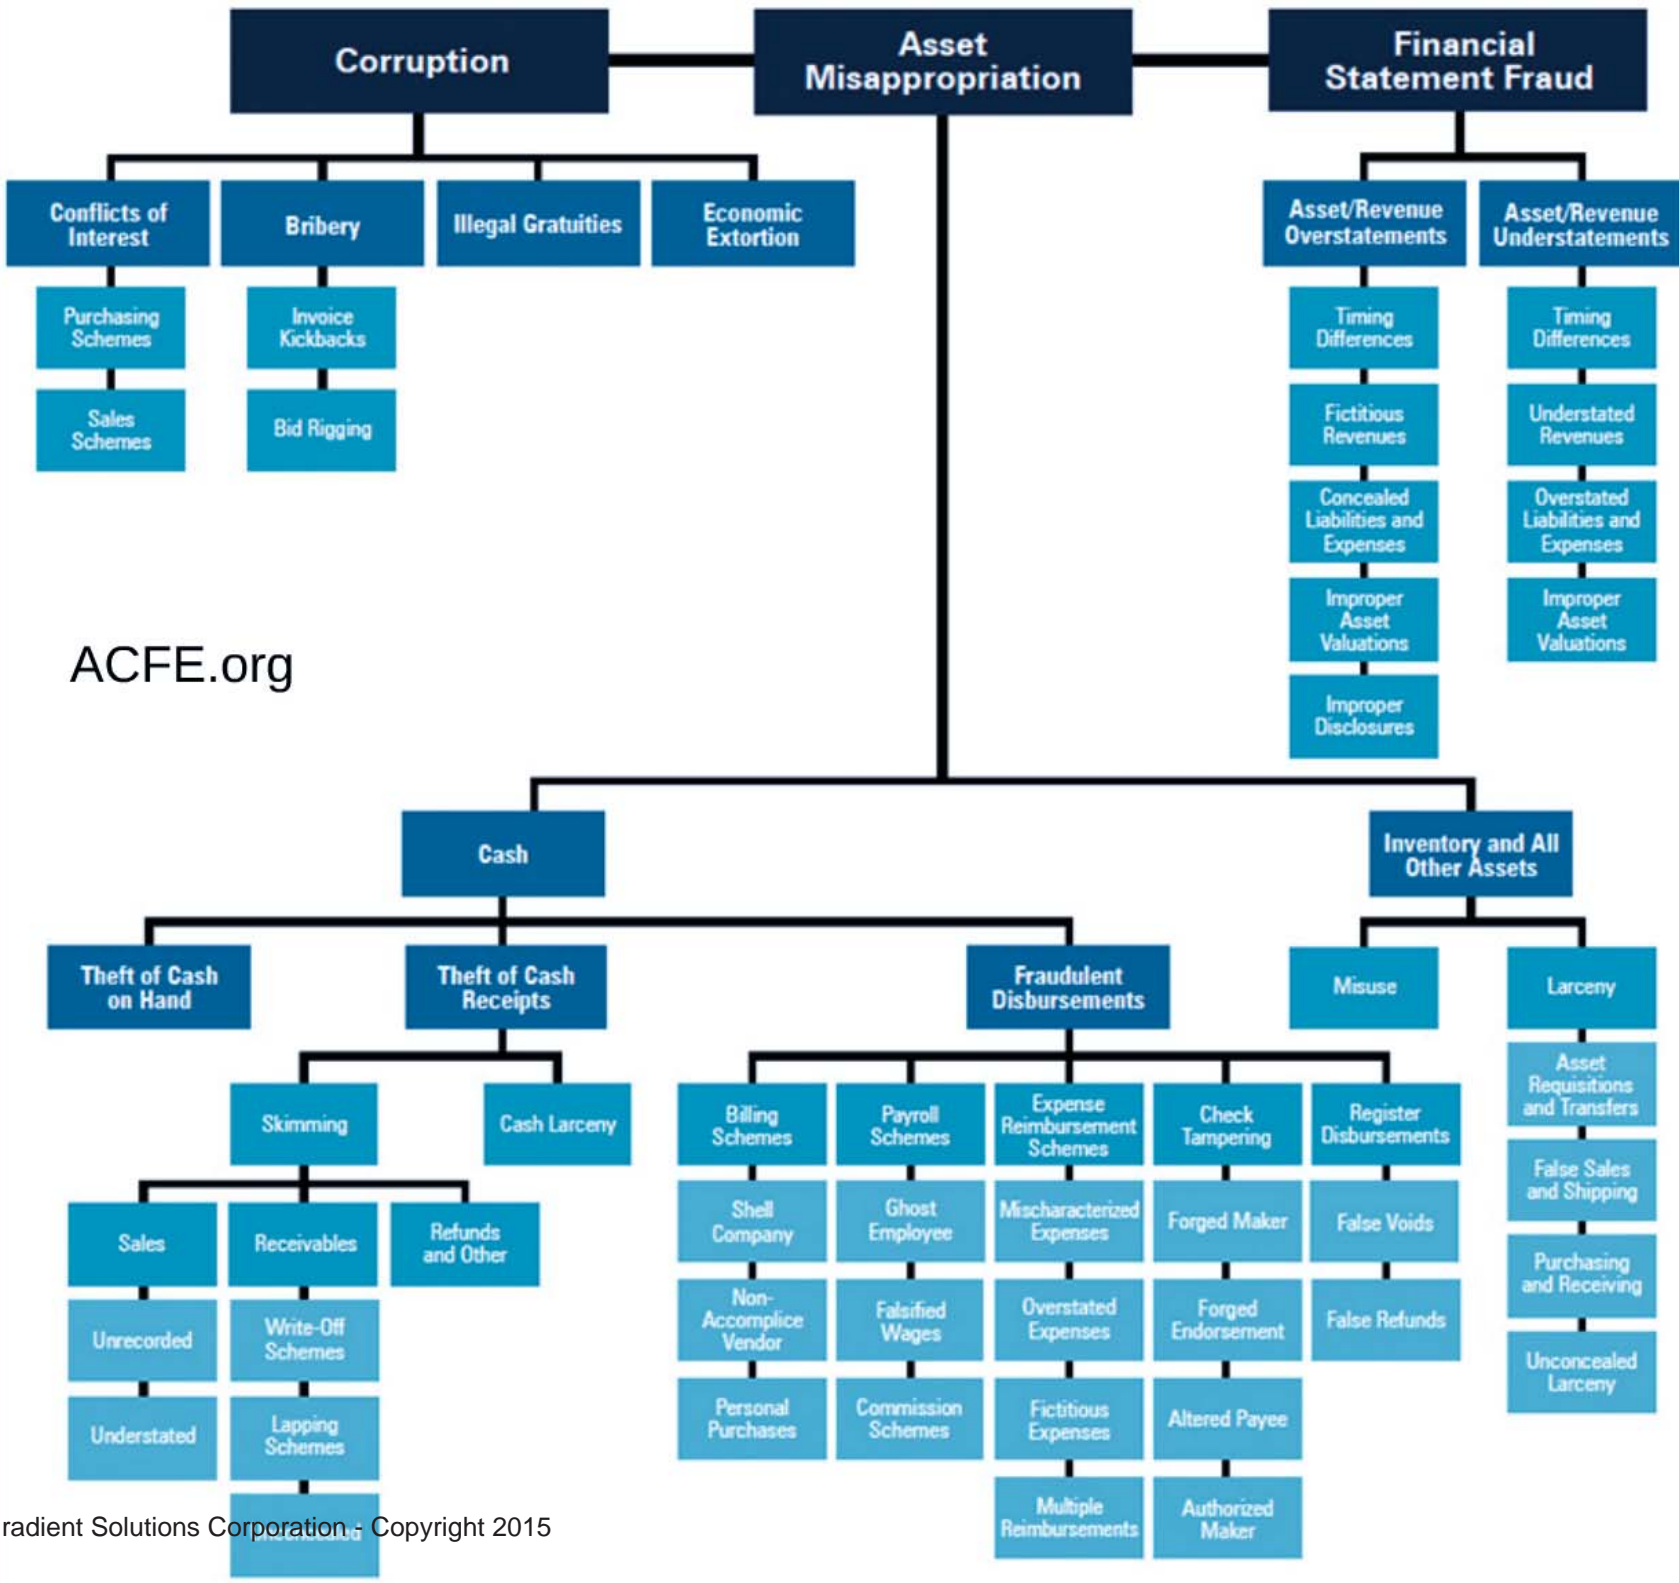 Corruption
Asset
Misappropriation
Financial
Statement Fraud
Conflicts of
Interest
Bribery
Illegal Gratuities
Economic
Extortion
Asset/Revenue
Overstatements
Asset/Revenue
Understatements
Purchasing
Schemes
Sales
Schemes
Invoice
Kickbacks
Bid Rigging
Timing
Differences
Fictitious
Revenues
Concealed
Liabilities and
Expenses
Improper
Asset
Valuations
Improper
Disclosures
Timing
Differences
Understated
Revenues
Overstated
Liabilities and
Expenses
Improper
Asset
Valuations
ACFE.org
Cash
Inventory and All
Other Assets
Theft of Cash
on Hand
Theft of Cash
Receipts
Fraudulent
Disbursements
Misuse
Larceny
Asset
Requisitions
and Transfers
False Sales
and Shipping
Purchasing
and Receiving
Unconcealed
Larceny
Skimming
Cash Larceny
Sales
Unrecorded
Understated
Receivables
Write-Off
Schemes
Lapping
Schemes
Refunds
and Other
Billing
Schemes
Shell
Company
Non-
Accomplice
Vendor
Personal
Purchases
Payroll
Schemes
Ghost
Employee
Falsified
Wages
Commission
Schemes
Expense
Reimbursement
Schemes
Mischaracterized
Expenses
Overstated
Expenses
Fictitious
Expenses
Multiple
Reimbursements
Check
Tampering
Forged Maker
Forged
Endorsement
Altered Payee
Authorized
Maker
Register
Disbursements
False Voids
False Refunds
radient Solutions Corporation - Copyright 2015